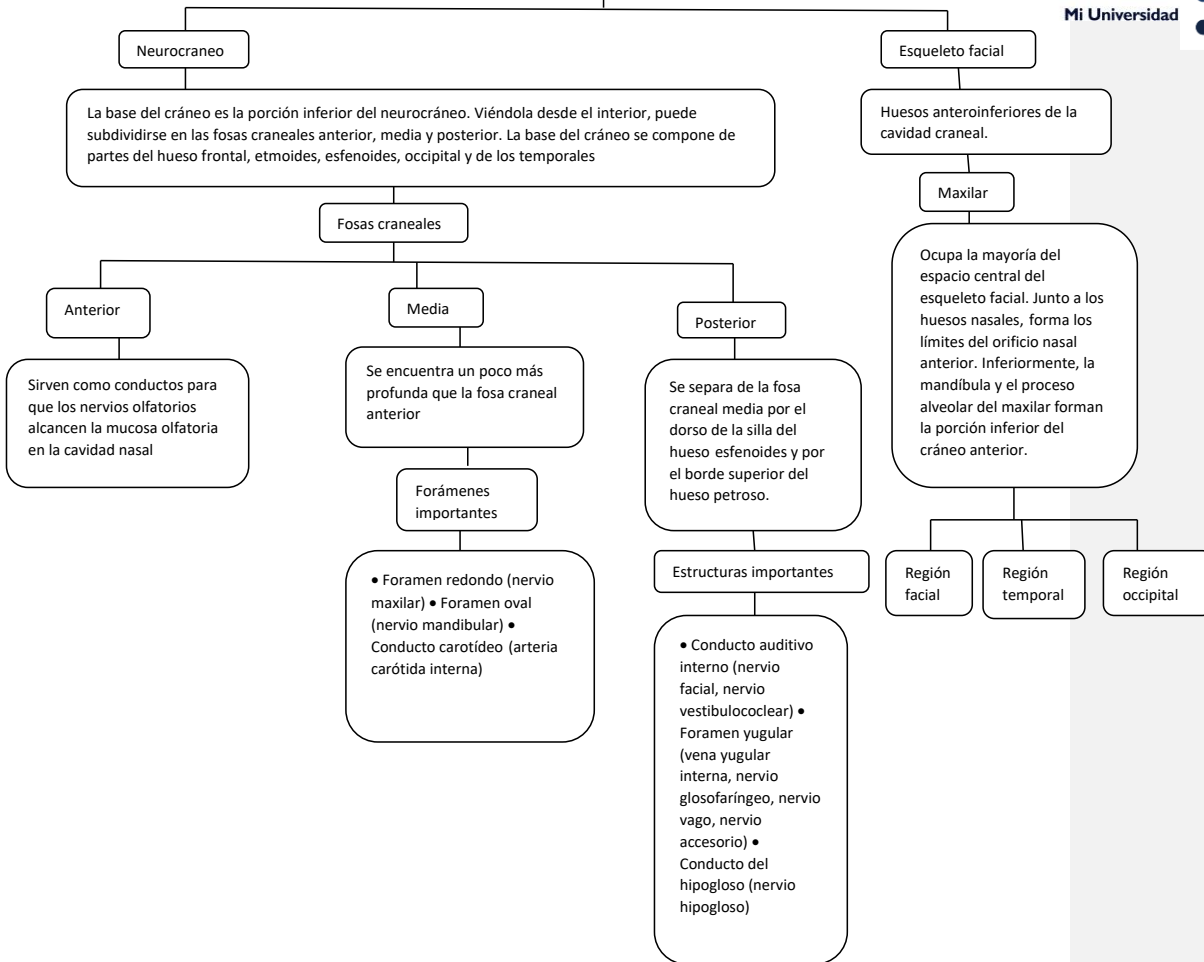 Mi Universidad
Neurocraneo
Esqueleto facial
La base del cráneo es la porción inferior del neurocráneo. Viéndola desde el interior, puede
subdividirse en las fosas craneales anterior, media y posterior. La base del cráneo se compone de
partes del hueso frontal, etmoides, esfenoides, occipital y de los temporales
Huesos anteroinferiores de la
cavidad craneal.
Fosas craneales
Maxilar
Ocupa la mayoría del
espacio central del
esqueleto facial. Junto a los
huesos nasales, forma los
límites del orificio nasal
anterior. Inferiormente, la
mandíbula y el proceso
alveolar del maxilar forman
la porción inferior del
cráneo anterior.
Anterior
Media
Posterior
Sirven como conductos para
que los nervios olfatorios
alcancen la mucosa olfatoria
en la cavidad nasal
Se encuentra un poco más
profunda que la fosa craneal
anterior
Se separa de la fosa
craneal media por el
dorso de la silla del
hueso esfenoides y por
el borde superior del
hueso petroso.
Forámenes
importantes
Estructuras importantes
Región
facial
Región
temporal
Región
occipital
• Foramen redondo (nervio
maxilar) • Foramen oval
(nervio mandibular) •
Conducto carotídeo (arteria
carótida interna)
• Conducto auditivo
interno (nervio
facial, nervio
vestibulococlear) •
Foramen yugular
(vena yugular
interna, nervio
glosofaríngeo, nervio
vago, nervio
accesorio) •
Conducto del
hipogloso (nervio
hipogloso)